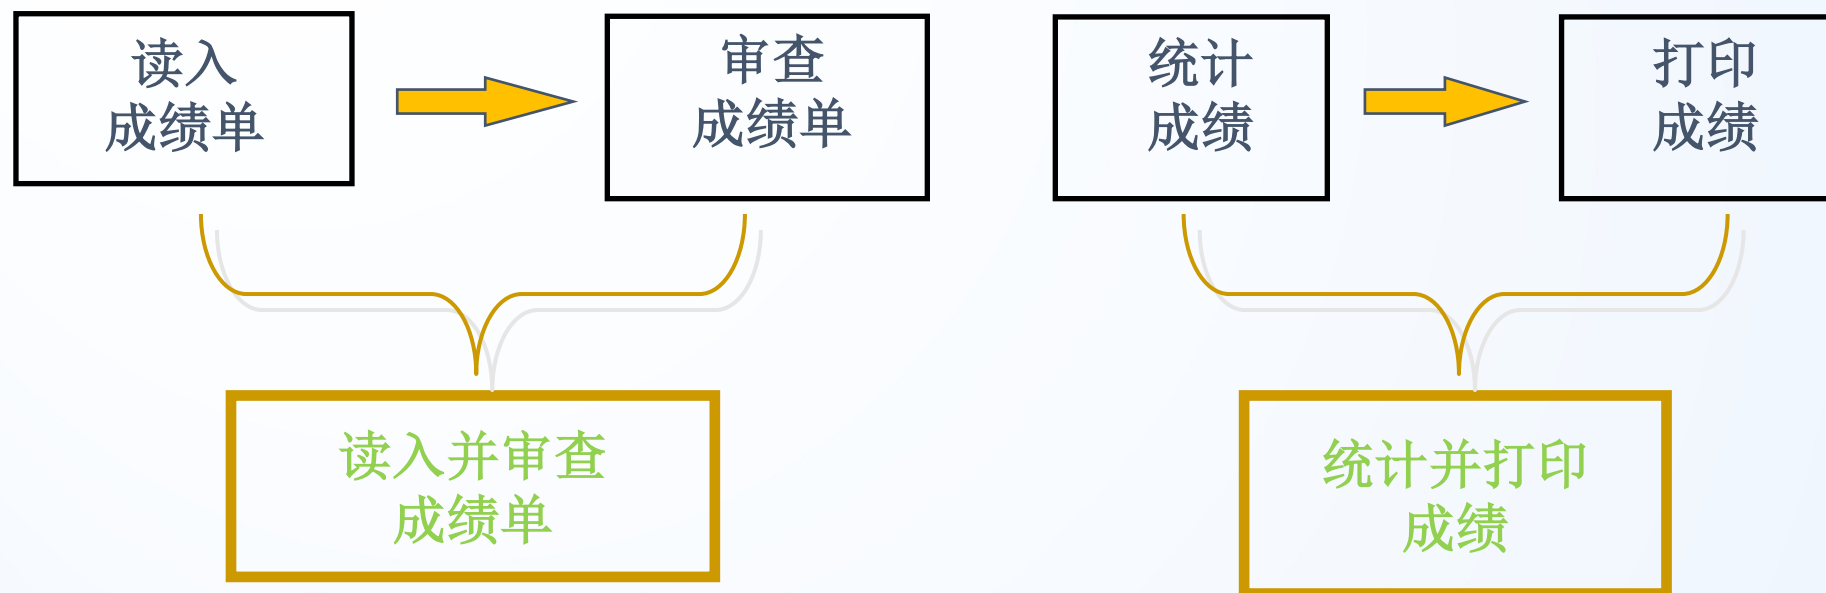 读入
成绩单
审查
成绩单
统计
成绩
打印
成绩
读入并审查
成绩单
统计并打印
成绩